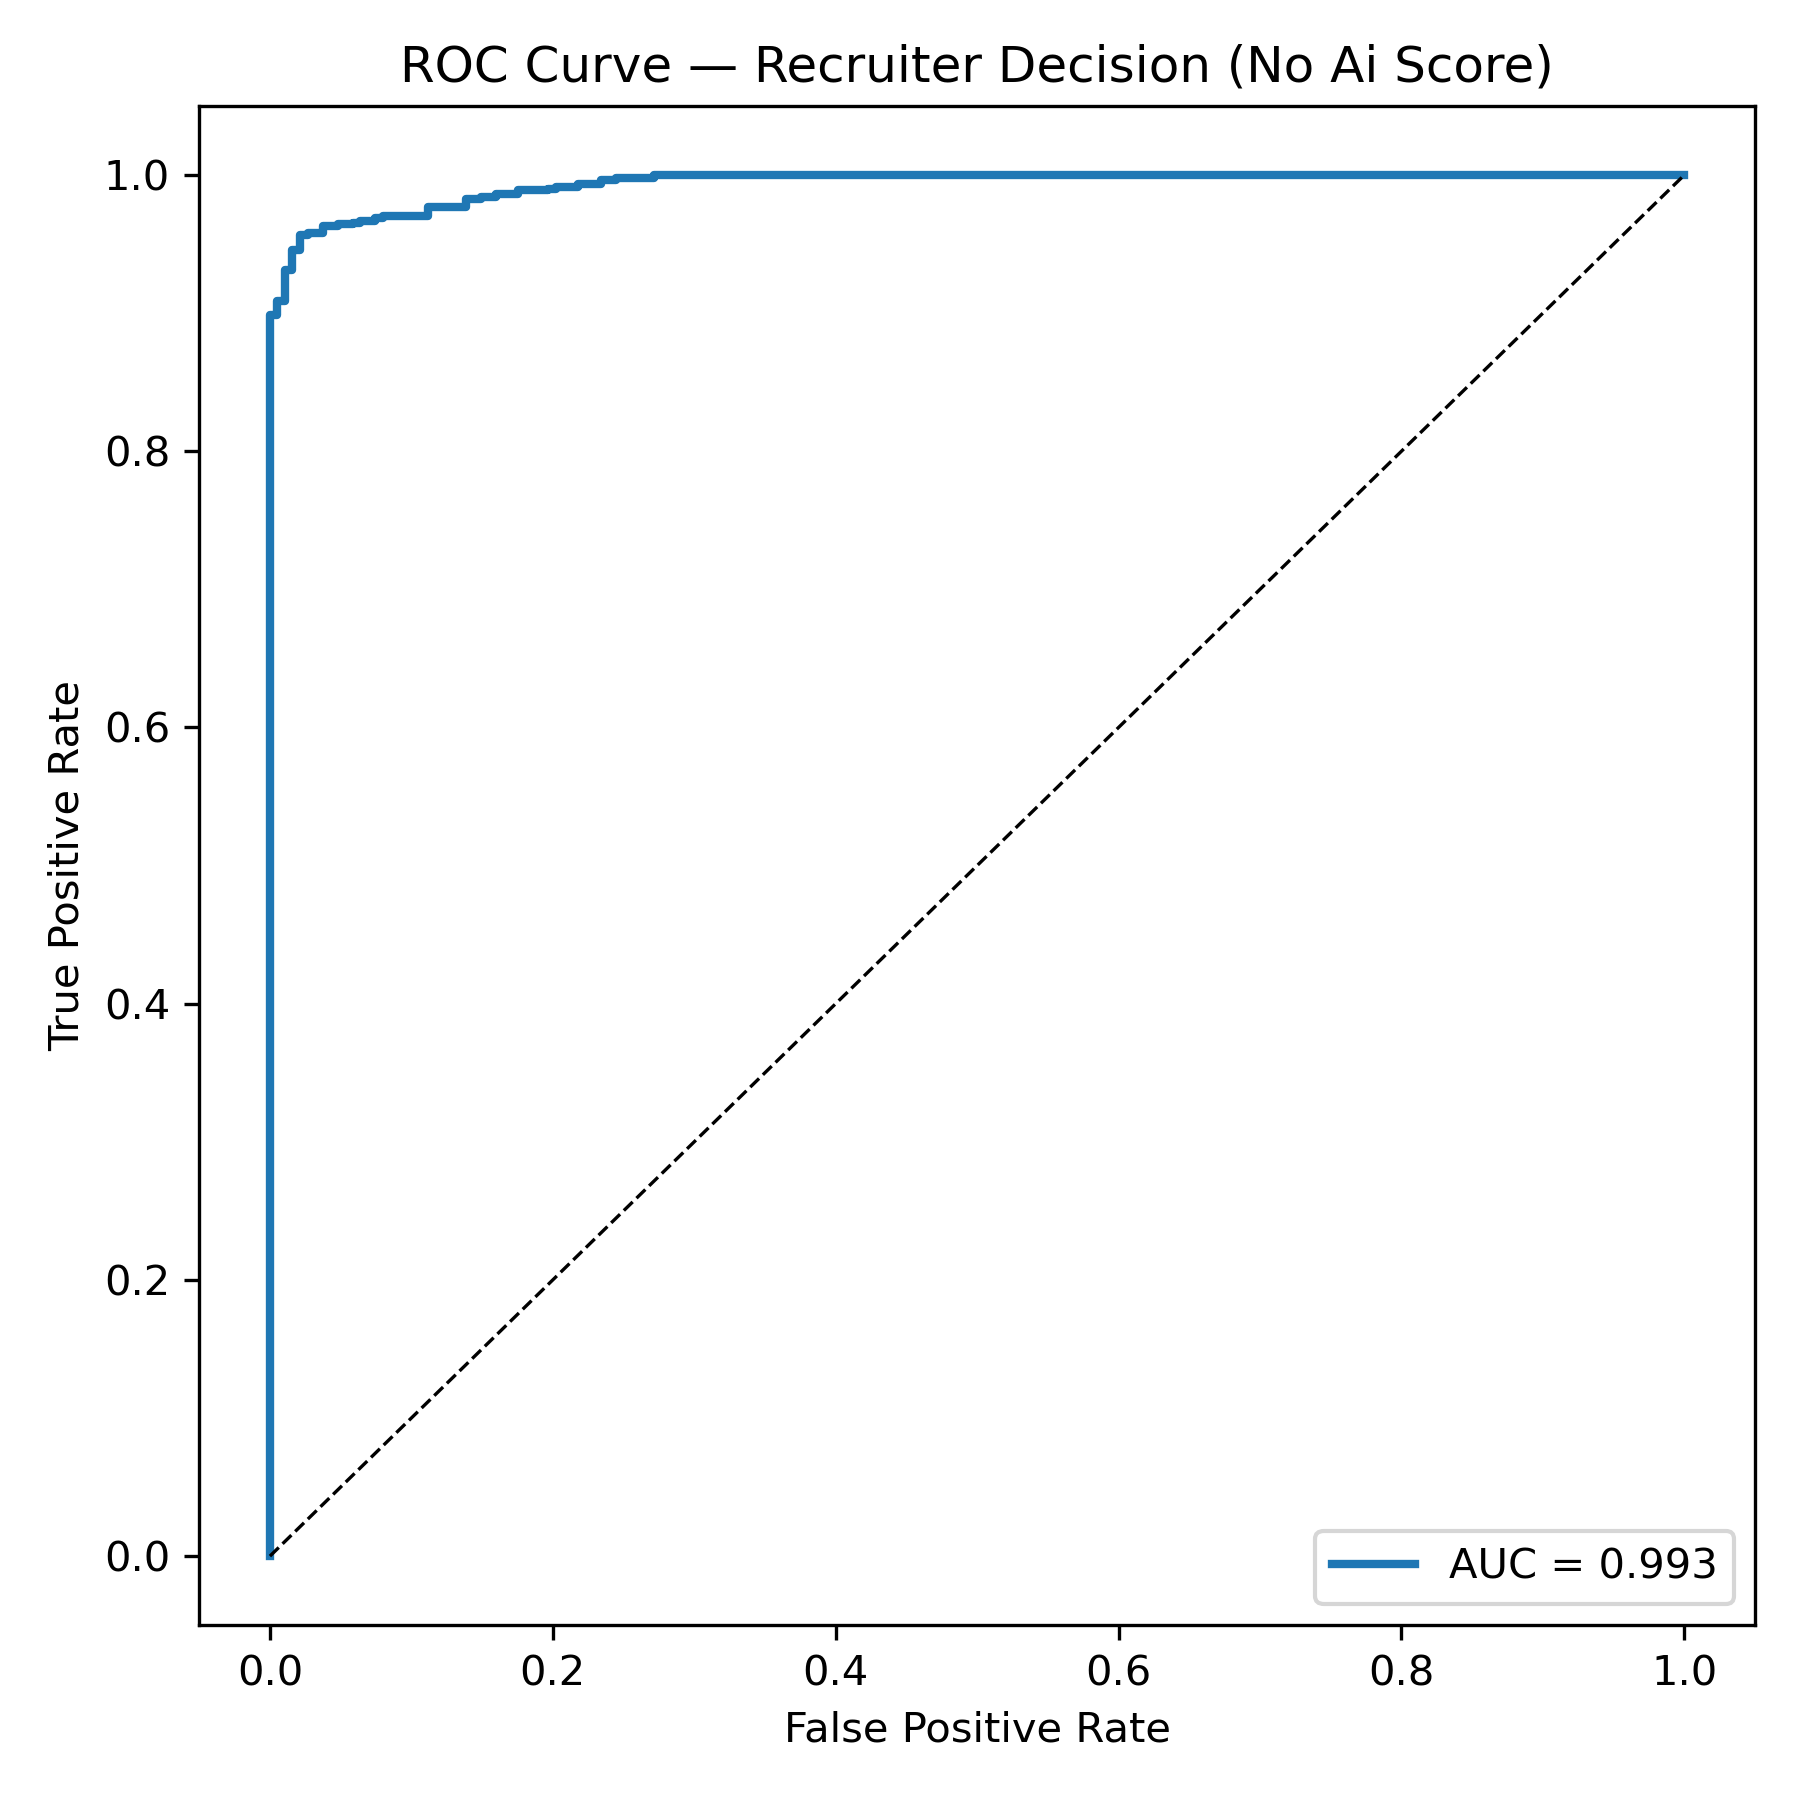 ROC Curve — Recruiter Decision (No Ai Score)
1.0
0.8
0.6
0.4
0.2
0.0
True Positive Rate
AUC = 0.993
0.0 0.2 0.4 0.6 0.8 1.0
False Positive Rate